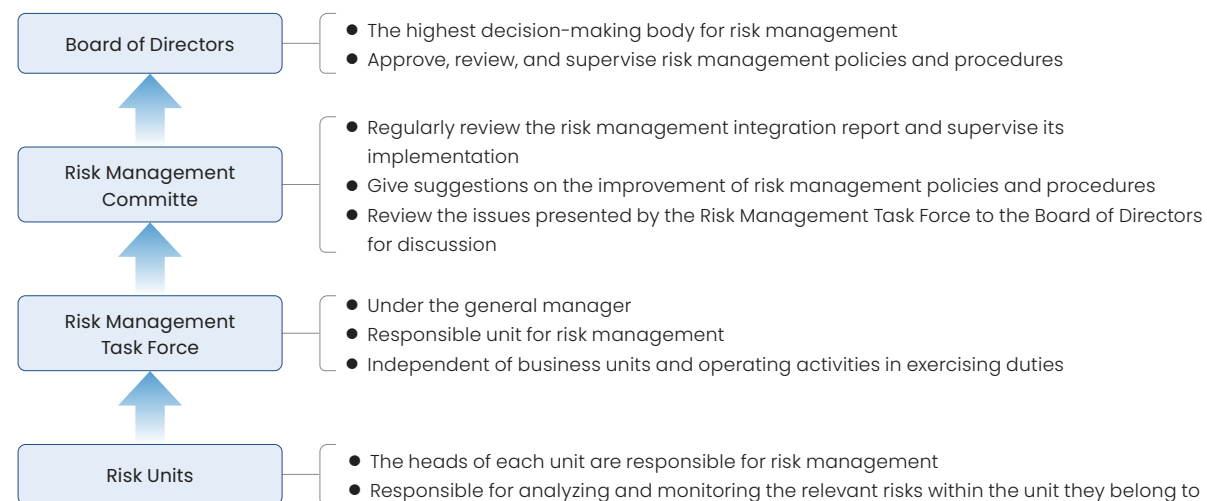 Board of Directors
● The highest decision-making body for risk management
● Approve, review, and supervise risk management policies and procedures
Risk Management
Committe
● Regularly review the risk management integration report and supervise its
implementation
● Give suggestions on the improvement of risk management policies and procedures
● Review the issues presented by the Risk Management Task Force to the Board of Directors
for discussion
Risk Management
Task Force
● Under the general manager
● Responsible unit for risk management
● Independent of business units and operating activities in exercising duties
Risk Units
● The heads of each unit are responsible for risk management
● Responsible for analyzing and monitoring the relevant risks within the unit they belong to